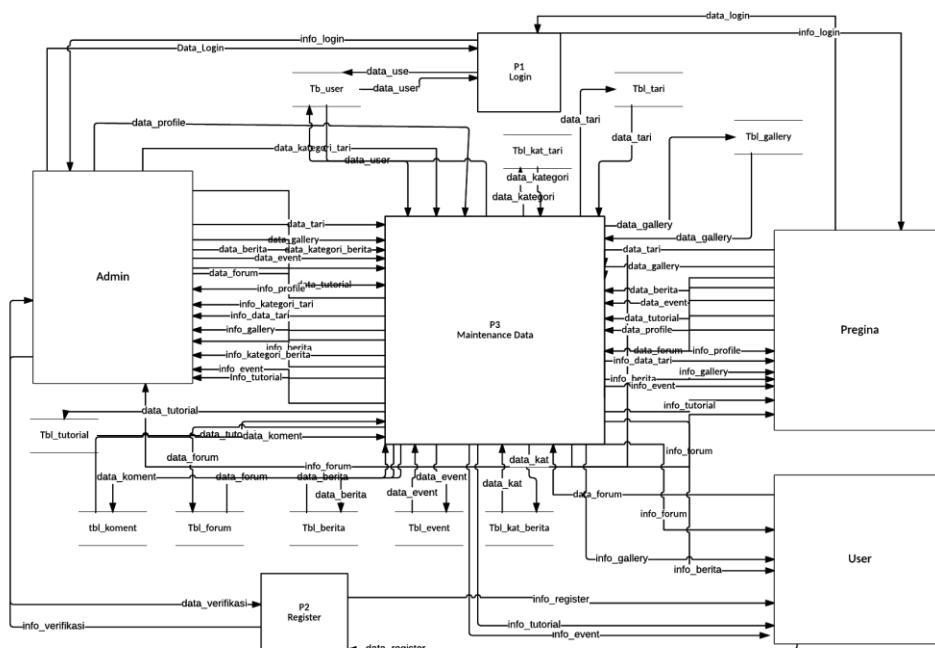 data_login
info_login
info_login
Data_Login
P1
Login
data_use
data_user
Tb_user
Tbl_tari
data_tari
data_tari
Tbl_gallery
data_profile
data_kategori_tari
data_user
Tbl_kat_tari
data_kategori
data_kategori
Admin
data_tari
data_gallery
data_berita
data_kategori_berita
data_event
data_forum
data_tutorial
info_profile
info_kategori_tari
info_data_tari
info_gallery
info_berita
info_kategori_berita
info_event
info_tutorial
P3
Maintenance Data
data_gallery
data_gallery
data_tari
data_gallery
data_berita
data_event
data_tutorial
data_profile
data_forum
info_profile
info_data_tari
info_gallery
info_berita
info_event
info_tutorial
Pregina
Tbl_tutorial
data_tutorial
data_tuto
data_koment
data_forum
info_forum
data_koment
data_forum
data_berita
data_berita
data_event
data_event
data_kat
data_kat
info_forum
data_forum
info_forum
tbl_koment
Tbl_forum
Tbl_berita
Tbl_event
Tbl_kat_berita
info_gallery
info_berita
User
P2
Register
data_verifikasi
info_verifikasi
info_register
info_tutorial
info_event
data_register